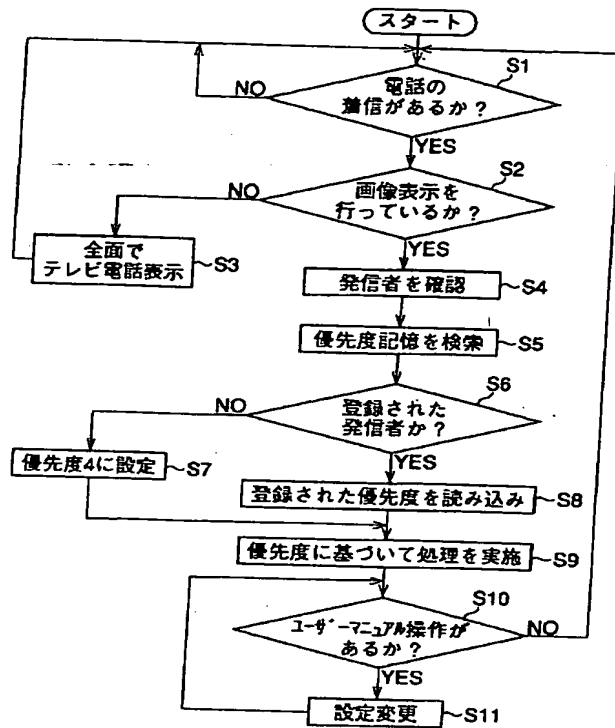 スタート
S1
電話の
着信があるか?
NO
YES
S2
画像表示を
行っているか?
NO
YES
全面で
テレビ電話表示
S3
発信者を確認
S4
優先度記憶を検索
S5
S6
登録された
発信者か?
NO
YES
優先度4に設定
S7
登録された優先度を読み込み
S8
優先度に基づいて処理を実施
S9
S10
ユーザーマニュアル操作が
あるか?
NO
YES
設定変更
S11